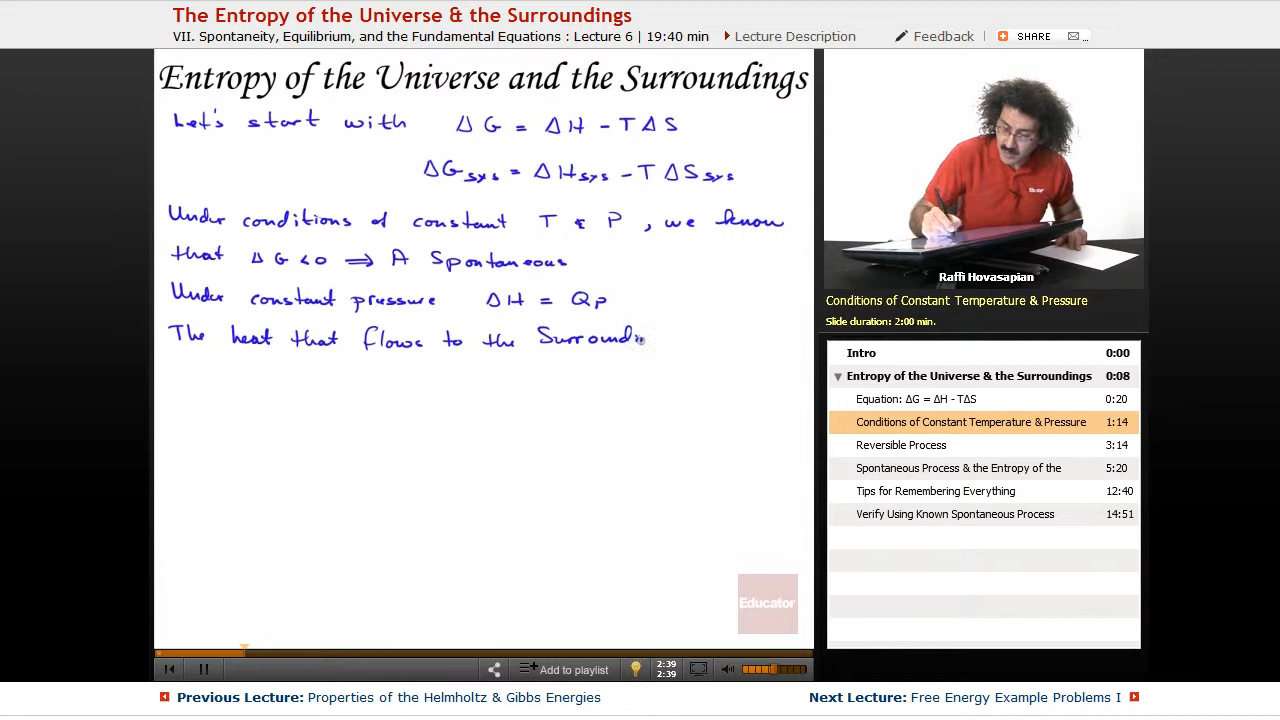 The Entropy of the Universe & the Surroundings
VII. Spontaneity, Equilibrium, and the Fundamental Equations : Lecture 6 | 19:40 min
Lecture Description
Feedback
SHARE
Entropy of the Universe and the Surroundings
Let's start with ΔG = ΔH - TΔS
ΔG sys = ΔH sys - TΔS sys
Under conditions of constant T & P, we know
that ΔG < 0 ⟹ A Spontaneous
Under constant pressure ΔH = Qp
The heat that flows to the Surroundi
Educator
Raffi Hovasapian
Conditions of Constant Temperature & Pressure
Slide duration: 2:00 min.
Intro 0:00
Entropy of the Universe & the Surroundings 0:08
Equation: ΔG = ΔH - TΔS 0:20
Conditions of Constant Temperature & Pressure 1:14
Reversible Process 3:14
Spontaneous Process & the Entropy of the 5:20
Tips for Remembering Everything 12:40
Verify Using Known Spontaneous Process 14:51
Add to playlist
2:39
2:39
Previous Lecture: Properties of the Helmholtz & Gibbs Energies
Next Lecture: Free Energy Example Problems I